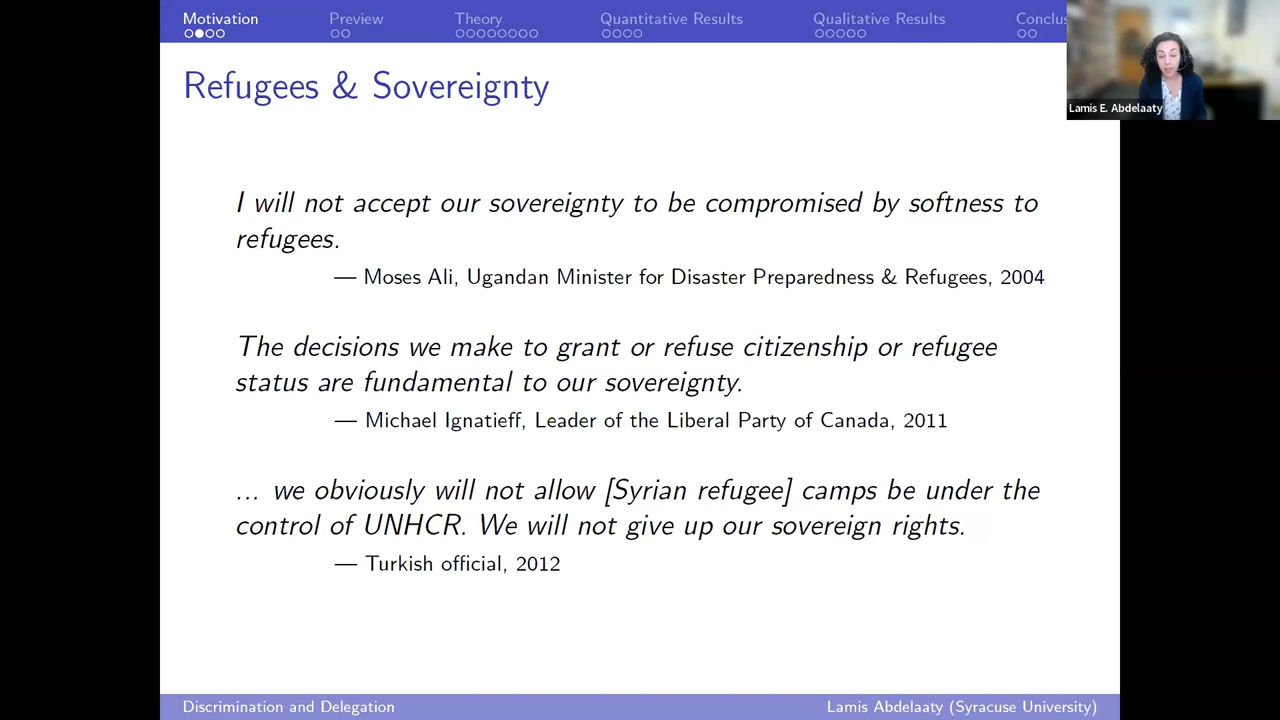 Motivation Preview Theory Quantitative Results Qualitative Results Conclus
Lamis E. Abdelaaty
Refugees & Sovereignty
I will not accept our sovereignty to be compromised by softness to
refugees.
— Moses Ali, Ugandan Minister for Disaster Preparedness & Refugees, 2004
The decisions we make to grant or refuse citizenship or refugee
status are fundamental to our sovereignty.
— Michael Ignatieff, Leader of the Liberal Party of Canada, 2011
... we obviously will not allow [Syrian refugee] camps be under the
control of UNHCR. We will not give up our sovereign rights.
— Turkish official, 2012
Discrimination and Delegation Lamis Abdelaaty (Syracuse University)